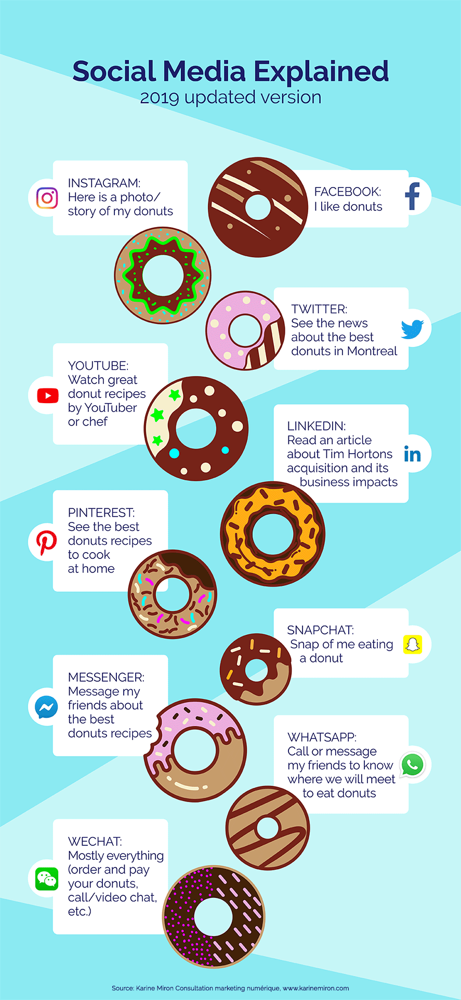 Social Media Explained
2019 updated version
INSTAGRAM:
Here is a photo/
story of my donuts
FACEBOOK:
I like donuts
TWITTER:
See the news
about the best
donuts in Montreal
YOUTUBE:
Watch great
donut recipes
by YouTuber
or chef
LINKEDIN:
Read an article
about Tim Hortons
acquisition and its
business impacts
in
PINTEREST:
See the best
donuts recipes
to cook
at home
SNAPCHAT:
Snap of me eating
a donut
MESSENGER:
Message my
friends about
the best
donuts recipes
WHATSAPP:
Call or message
my friends to know
where we will meet
to eat donuts
WECHAT:
Mostly everything
(order and pay
your donuts,
call/video chat,
etc.)
Source: Karine Miron Consultation marketing numérique, www.karinemiron.com